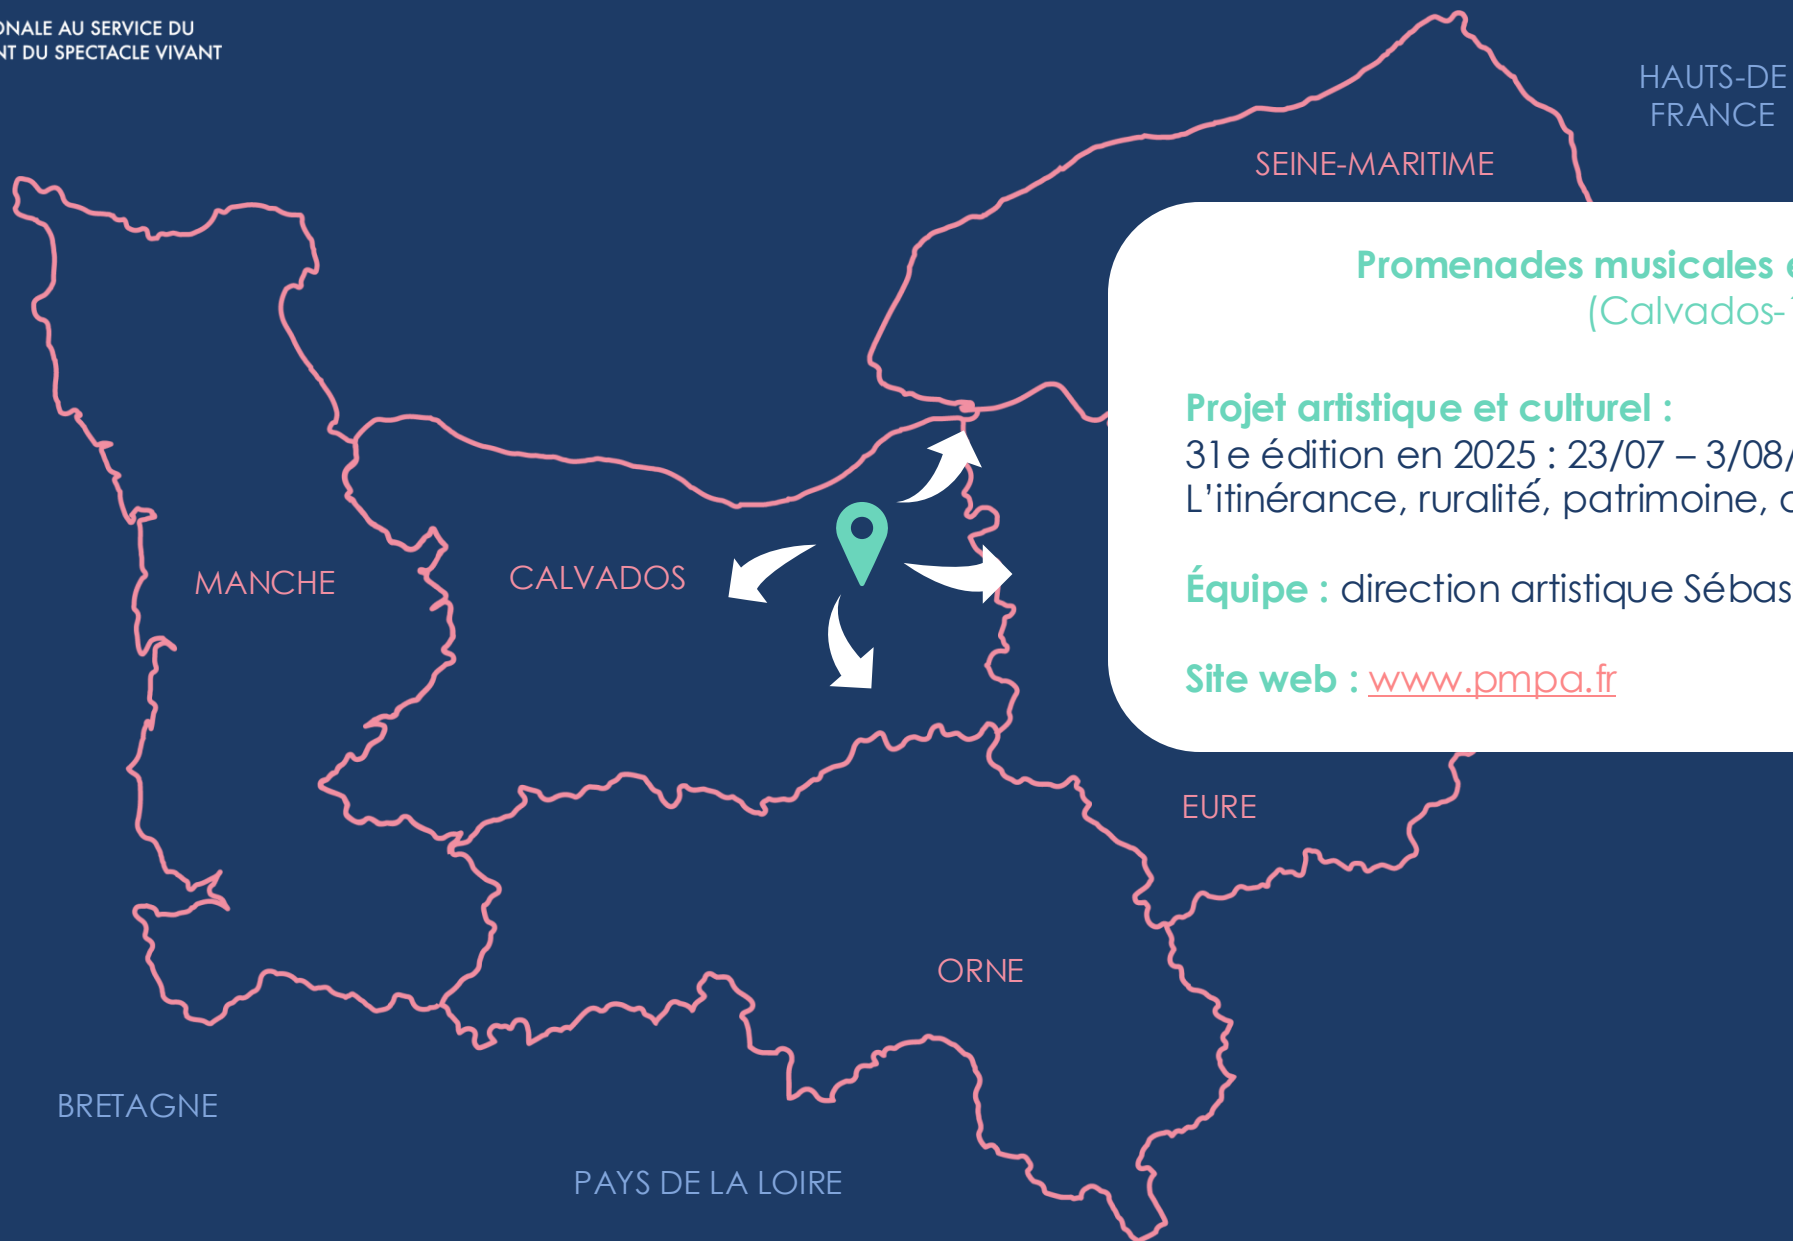 ONALE AU SERVICE DU
NT DU SPECTACLE VIVANT
HAUTS-DE
FRANCE
SEINE-MARITIME
Promenades musicales
(Calvados-
Projet artistique et culturel :
31e édition en 2025 : 23/07 – 3/08/
L’itinérance, ruralité, patrimoine,
Équipe : direction artistique Sébas
Site web : www.pmpa.fr
MANCHE
CALVADOS
EURE
ORNE
BRETAGNE
PAYS DE LA LOIRE